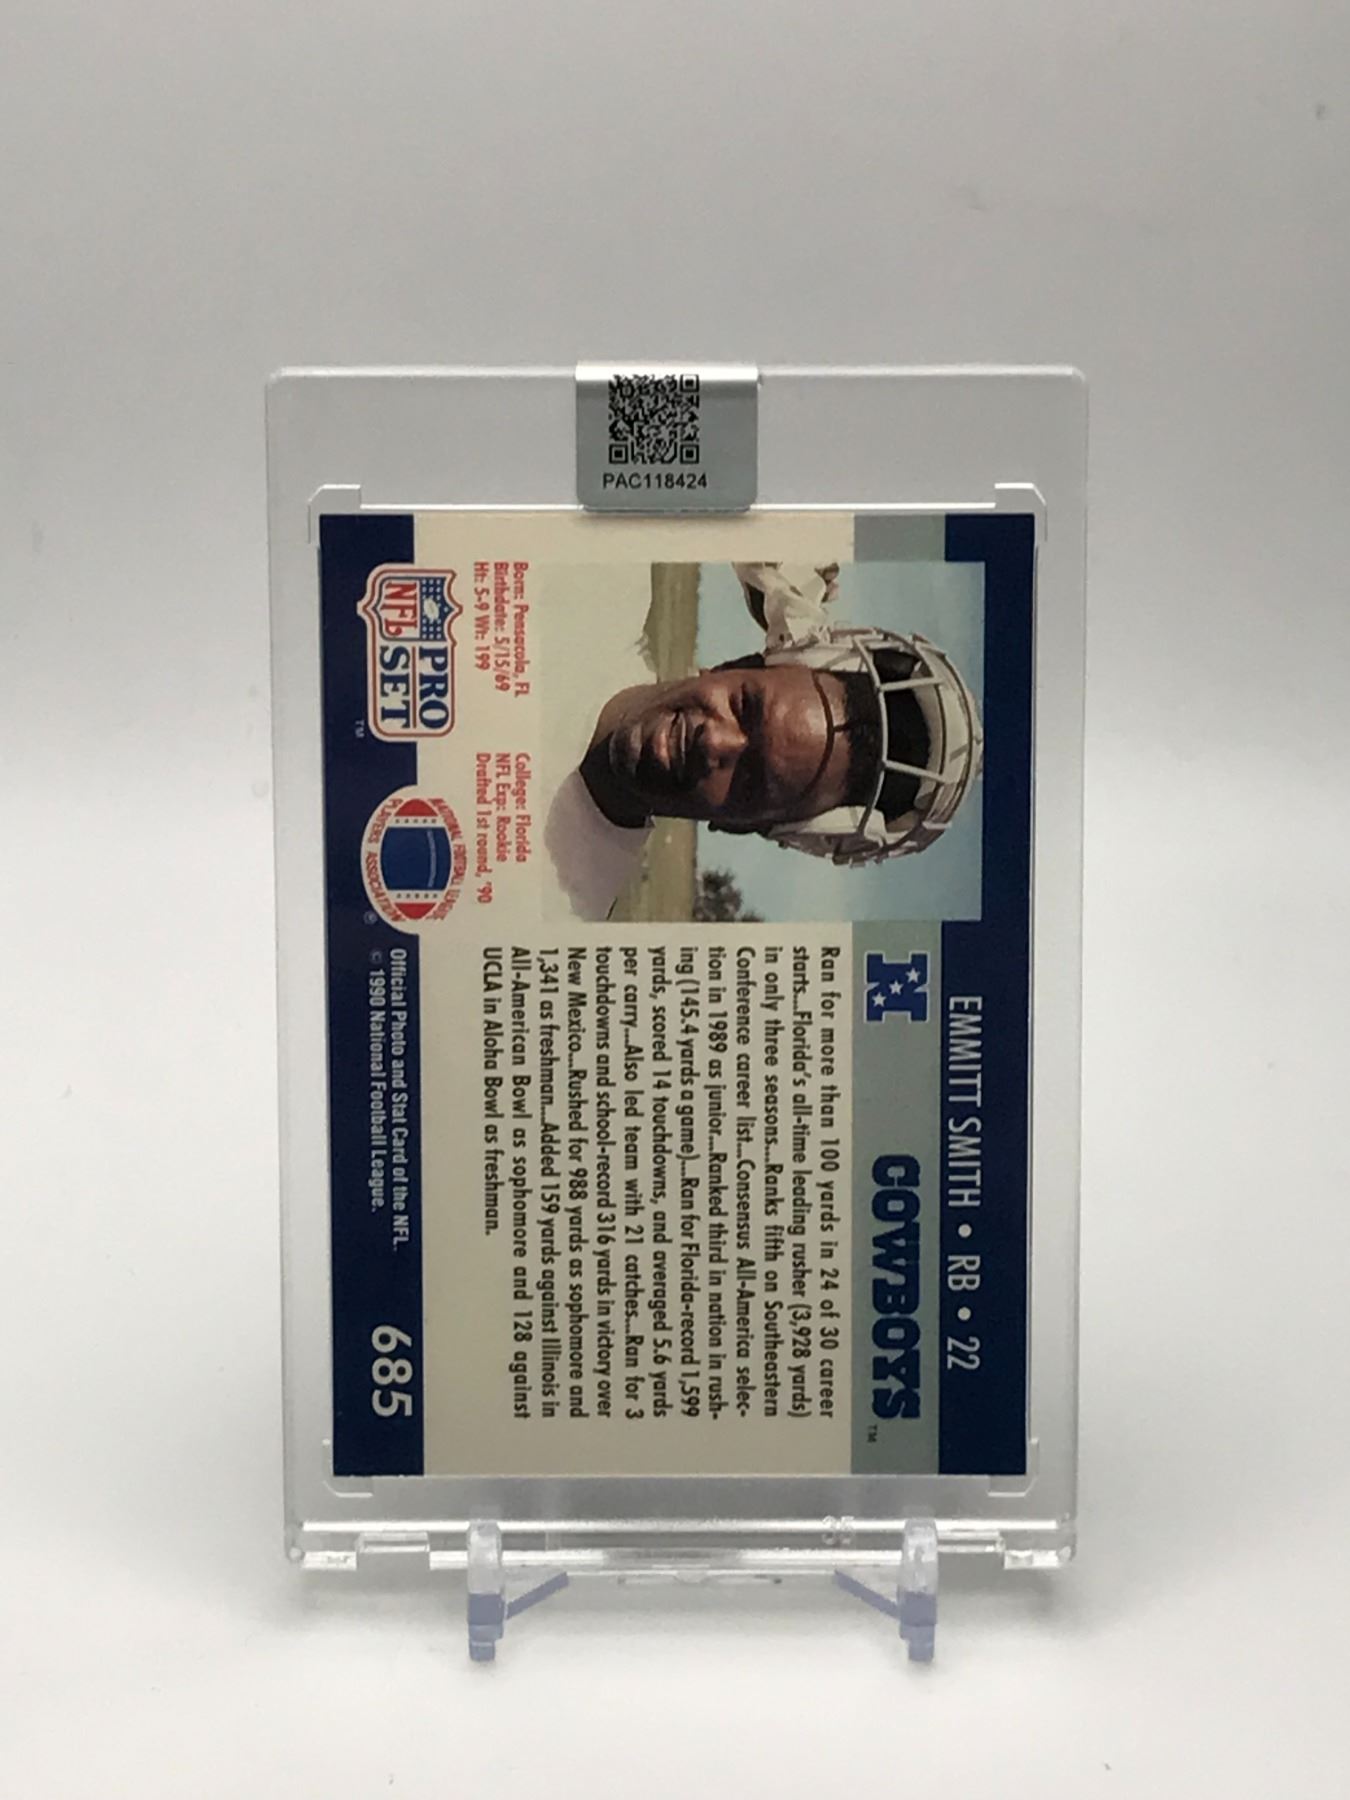 PAC118424
EMMITT SMITH • RB • 22
N
COWBOYS™
Ran for more than 100 yards in 24 of 30 career
starts...Florida's all-time leading rusher (3,928 yards)
in only three seasons....Ranks fifth on Southeastern
Conference career list....Consensus All-America selec-
tion in 1989 as junior....Ranked third in nation in rush-
ing (145.4 yards a game)....Ran for Florida-record 1,599
yards, scored 14 touchdowns, and averaged 5.6 yards
per carry....Also led team with 21 catches....Ran for 3
touchdowns and school-record 316 yards in victory over
New Mexico...Rushed for 988 yards as sophomore and
1,341 as freshman...Added 159 yards against Illinois in
All-American Bowl as sophomore and 128 against
UCLA in Aloha Bowl as freshman.
Born: Pensacola, FL
Birthdate: 5/15/69
Ht: 5-9 Wt: 199
College: Florida
NFL Exp: Rookie
Drafted 1st round, '90
PRO
NFL SET
™
NATIONAL FOOTBALL LEAGUE
PLAYERS ASSOCIATION
®
Official Photo and Stat Card of the NFL.
© 1990 National Football League.
685